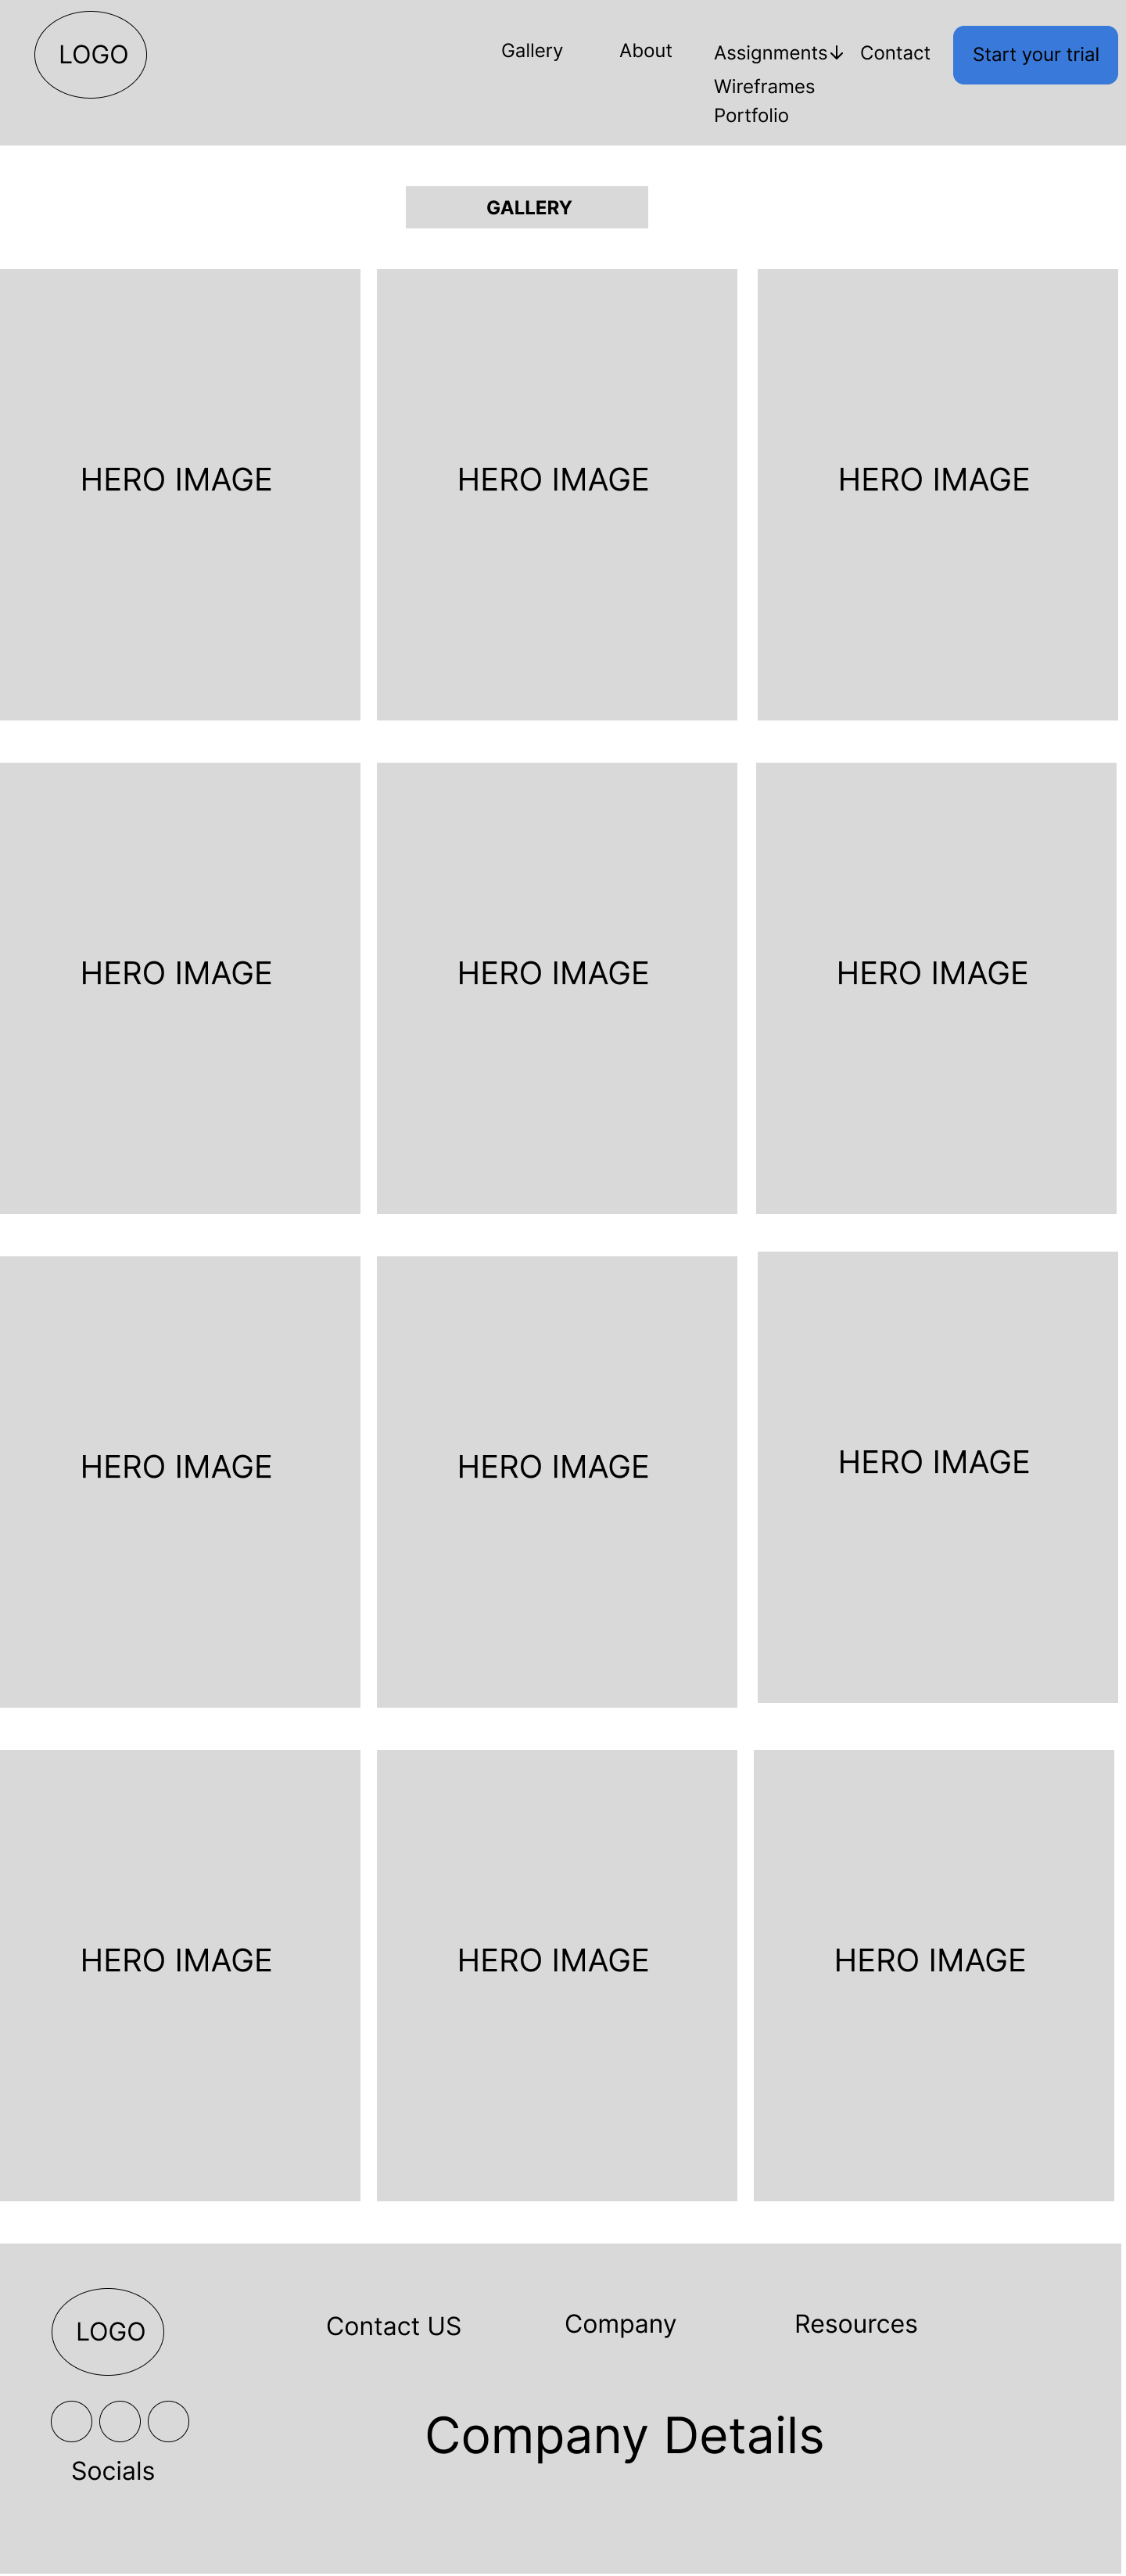 LOGO
Gallery
About
Assignments↓
Contact
Start your trial
Wireframes
Portfolio
GALLERY
HERO IMAGE
HERO IMAGE
HERO IMAGE
HERO IMAGE
HERO IMAGE
HERO IMAGE
HERO IMAGE
HERO IMAGE
HERO IMAGE
HERO IMAGE
HERO IMAGE
HERO IMAGE
LOGO
Contact US
Company
Resources
Company Details
Socials